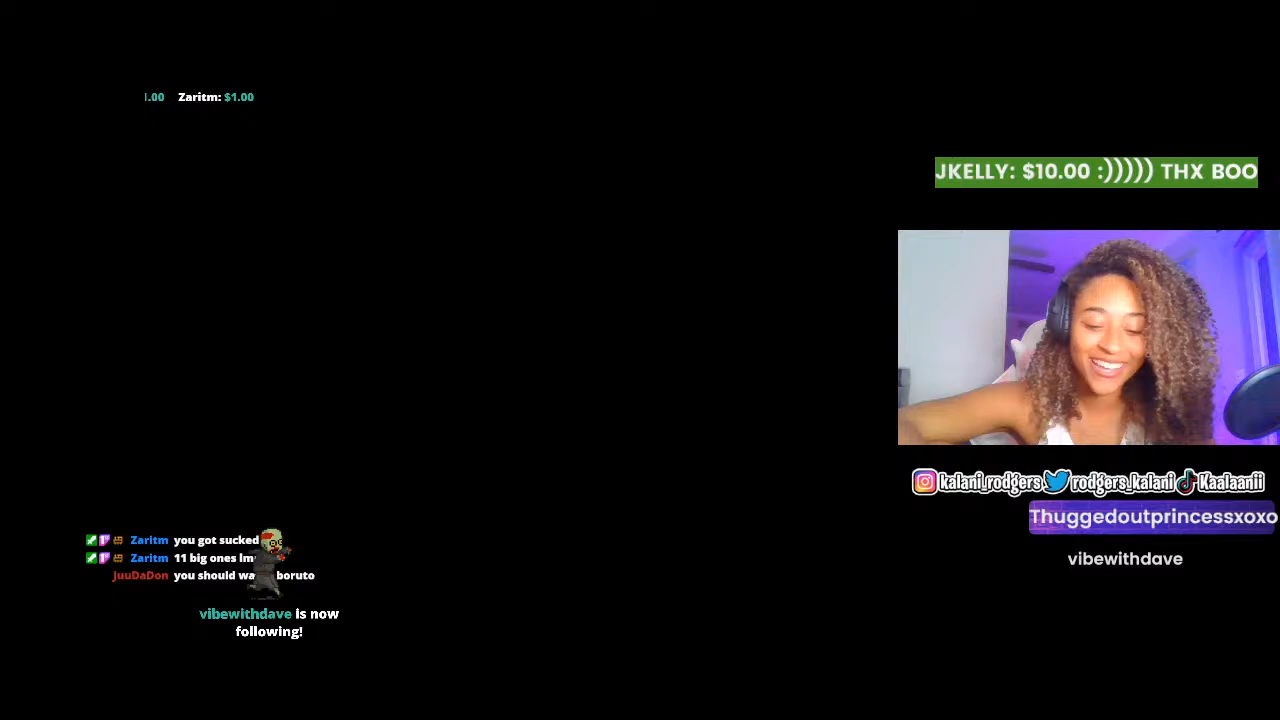 .00 Zaritm: $1.00
JKELLY: $10.00 :))))) THX BOO
kalani_rodgers rodgers_kalani Kaalaanii
Thuggedoutprincessxoxo
vibewithdave
Zaritm you got sucked
Zaritm 11 big ones
JuuDaDon you should boruto
vibewithdave is now
following!